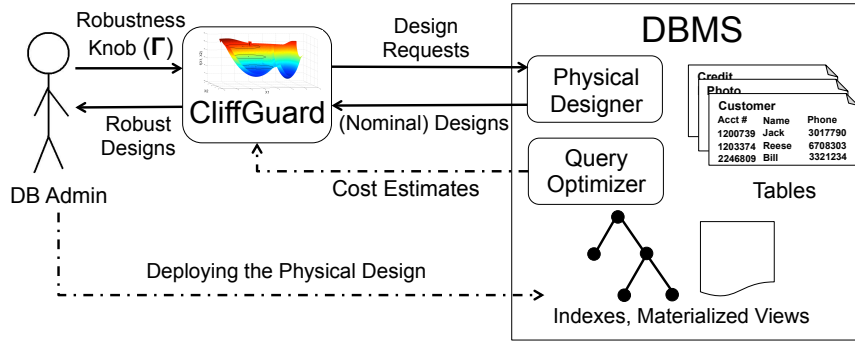 Robustness
Knob (Γ)
CliffGuard
Robust
Designs
DB Admin
Design
Requests
(Nominal) Designs
Cost Estimates
Deploying the Physical Design
DBMS
Physical
Designer
Query
Optimizer
Credit
Photo
Customer
Acct # Name Phone
1200739 Jack 3017790
1203374 Reese 6708303
2246809 Bill 3321234
Tables
Indexes, Materialized Views